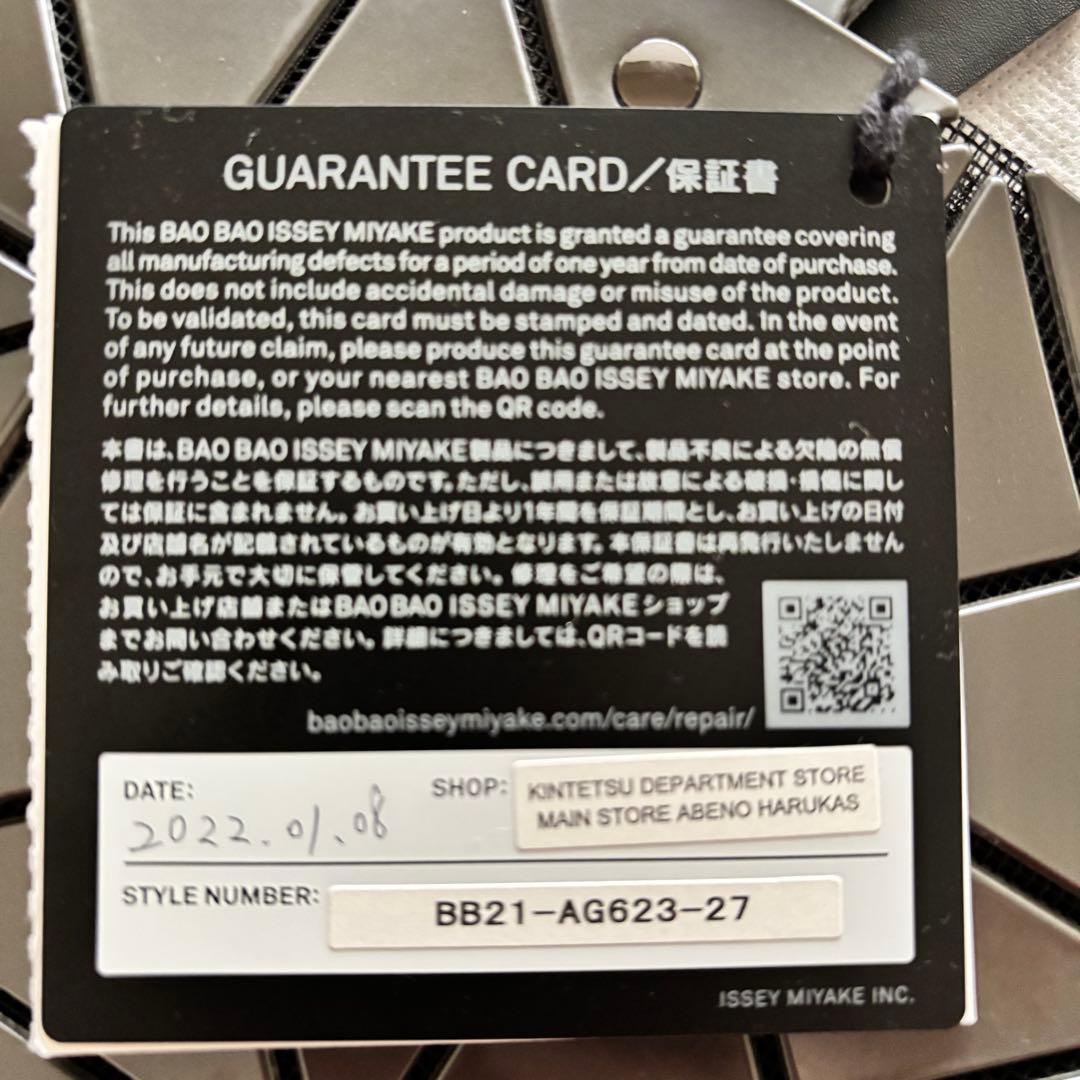 GUARANTEE CARD/保証書
This BAO BAO ISSEY MIYAKE product is granted a guarantee covering
all manufacturing defects for a period of one year from date of purchase.
This does not include accidental damage or misuse of the product.
To be validated, this card must be stamped and dated. In the event
of any future claim, please produce this guarantee card at the point
of purchase, or your nearest BAO BAO ISSEY MIYAKE store. For
further details, please scan the QR code.
本書は、BAO BAO ISSEY MIYAKE製品につきまして、製品不良による欠陥の無償
修理を行うことを保証するものです。ただし、誤用または故意による破損・損傷に関し
ては保証に含まれません。お買い上げ日より1年間を保証期間とし、お買い上げの日付
及び店舗名が記載されているものが有効となります。本保証書は再発行いたしません
ので、お手元で大切に保管してください。修理をご希望の際は、
お買い上げ店舗またはBAO BAO ISSEY MIYAKEショップ
までお問い合わせください。詳細につきましては、QRコードを読
み取りご確認ください。
baobaoisseymiyake.com/care/repair/
DATE: 2022.01.08
SHOP: KINTETSU DEPARTMENT STORE
MAIN STORE ABENO HARUKAS
STYLE NUMBER: BB21-AG623-27
ISSEY MIYAKE INC.